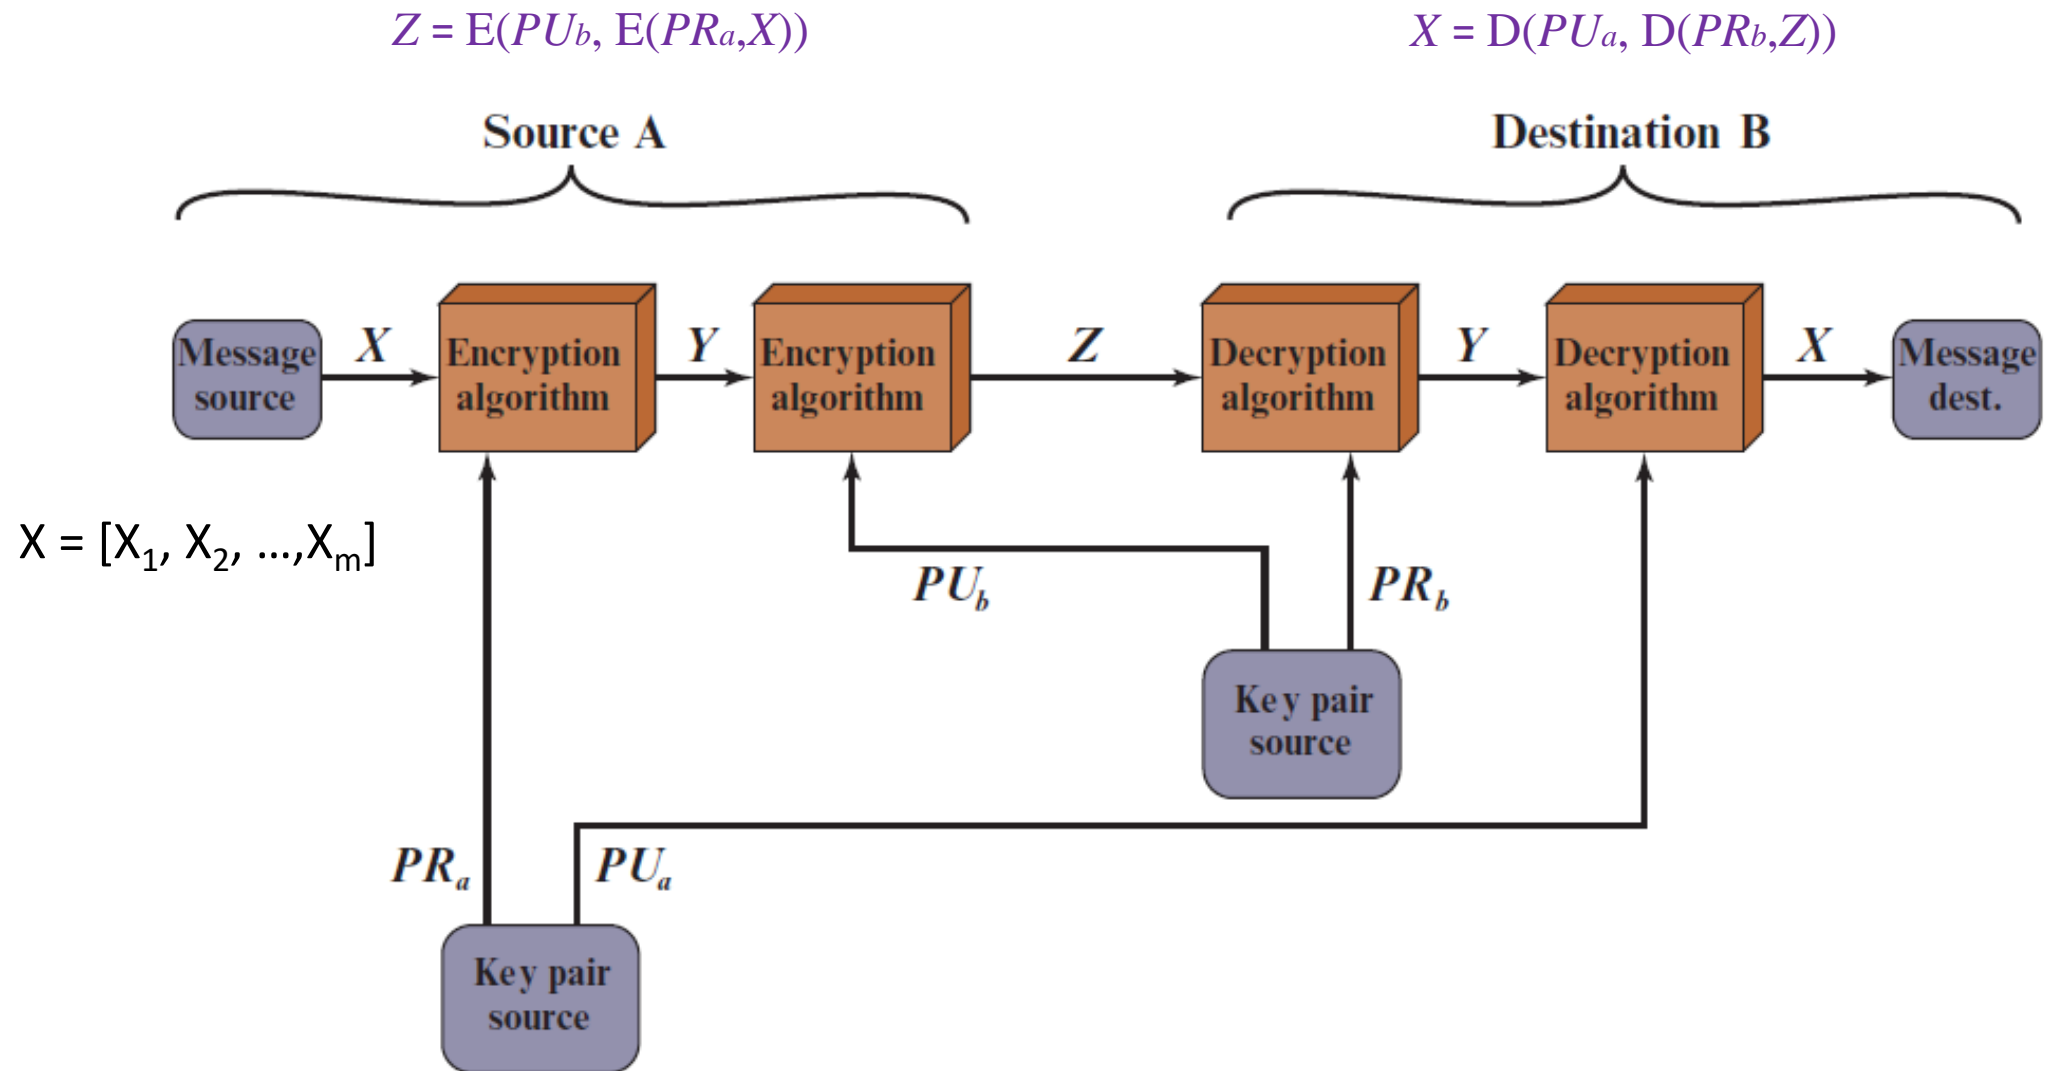 Z = E(PUb, E(PRa,X))
X = D(PUa, D(PRb,Z))
Source A
Destination B
Message
source
X
Encryption
algorithm
Y
Encryption
algorithm
Z
Decryption
algorithm
Y
Decryption
algorithm
X
Message
dest.
X = [X1, X2, ...,Xm]
PUb
PRb
Key pair
source
PRa
PUa
Key pair
source